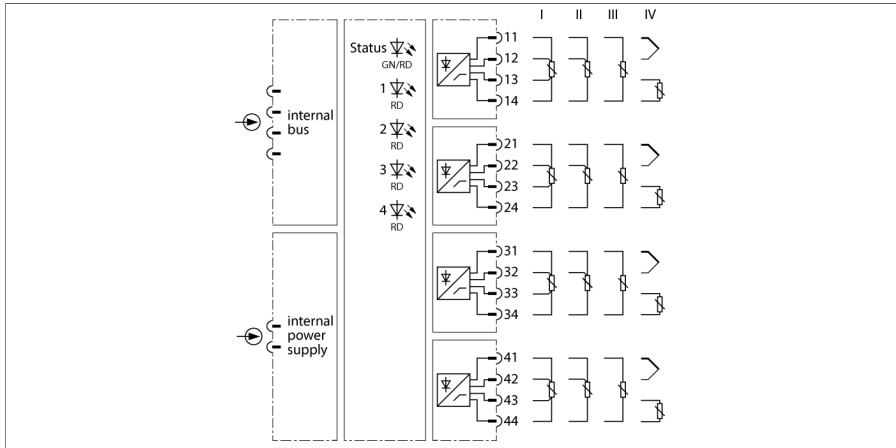 I II III IV
Status
GN/RD
1
RD
2
RD
3
RD
4
RD
internal
bus
internal
power
supply
11
12
13
14
21
22
23
24
31
32
33
34
41
42
43
44